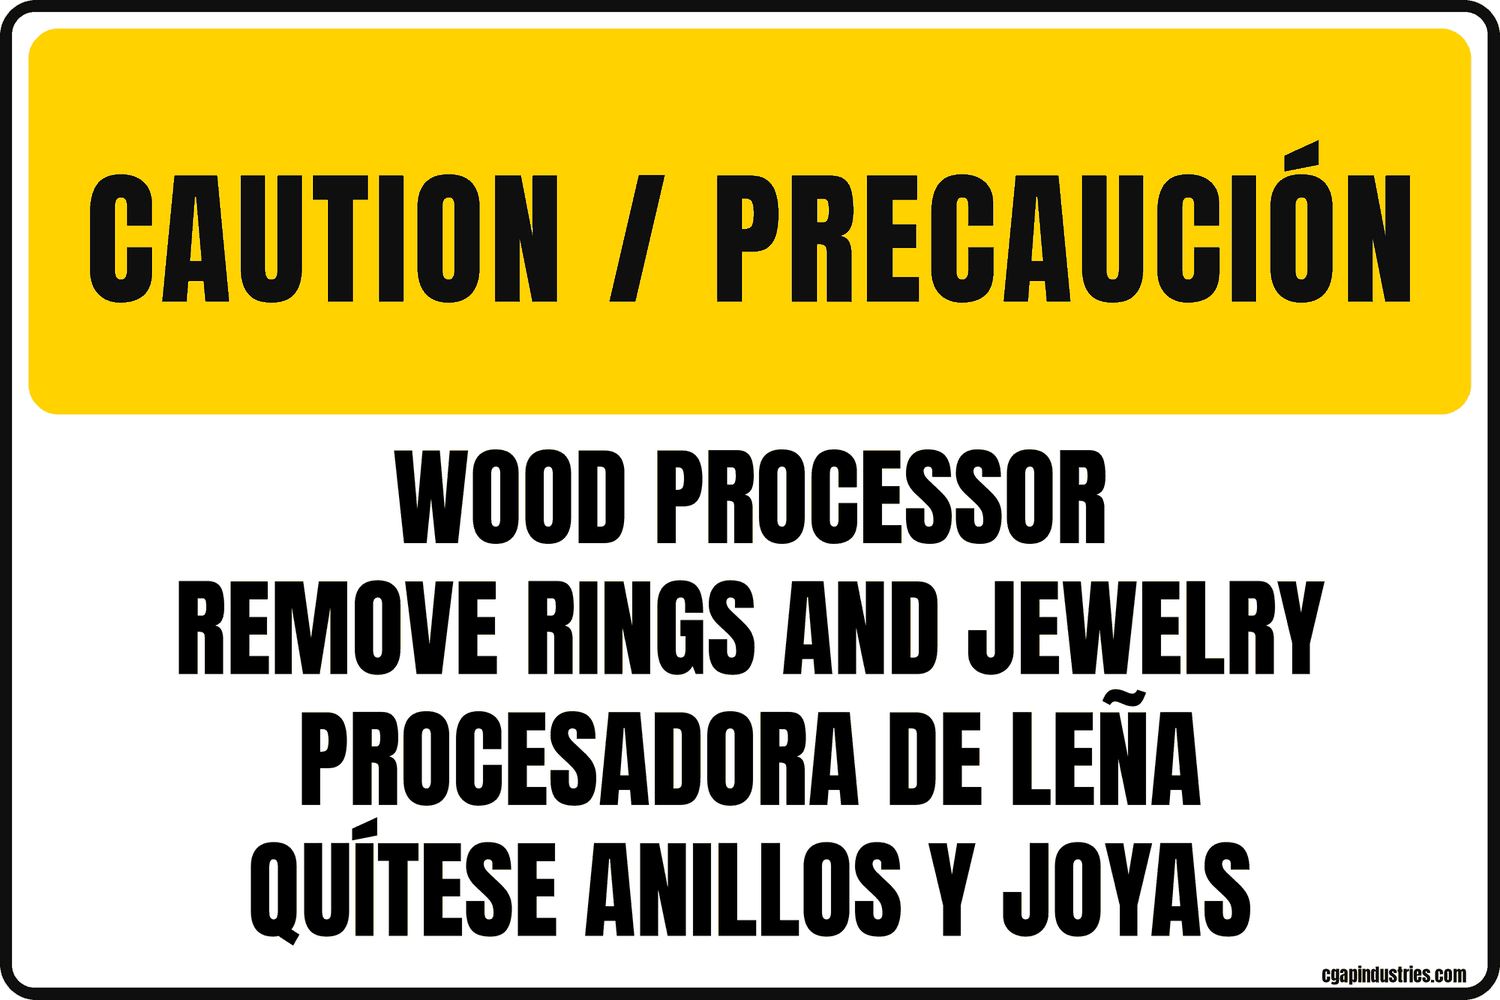 CAUTION / PRECAUCIÓN
WOOD PROCESSOR
REMOVE RINGS AND JEWELRY
PROCESADORA DE LEÑA
QUÍTESE ANILLOS Y JOYAS
cgapindustries.com